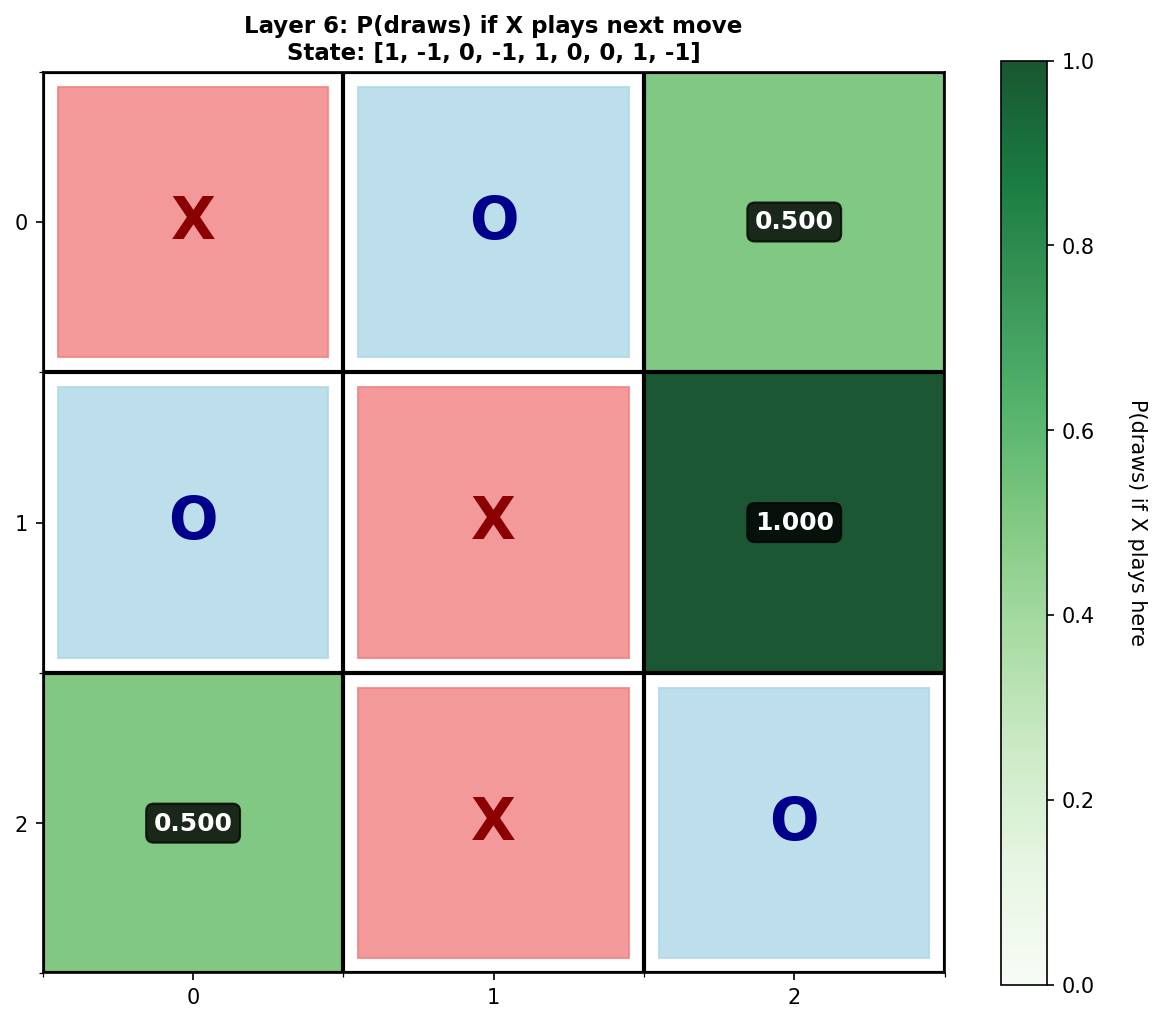 Layer 6: P(draws) if X plays next move
State: [1, -1, 0, -1, 1, 0, 0, 1, -1]
1.0
0.8
0.6
0.4
0.2
0.0
P(draws) if X plays here
0
X
O
0.500
1
O
X
1.000
2
0.500
X
O
0
1
2